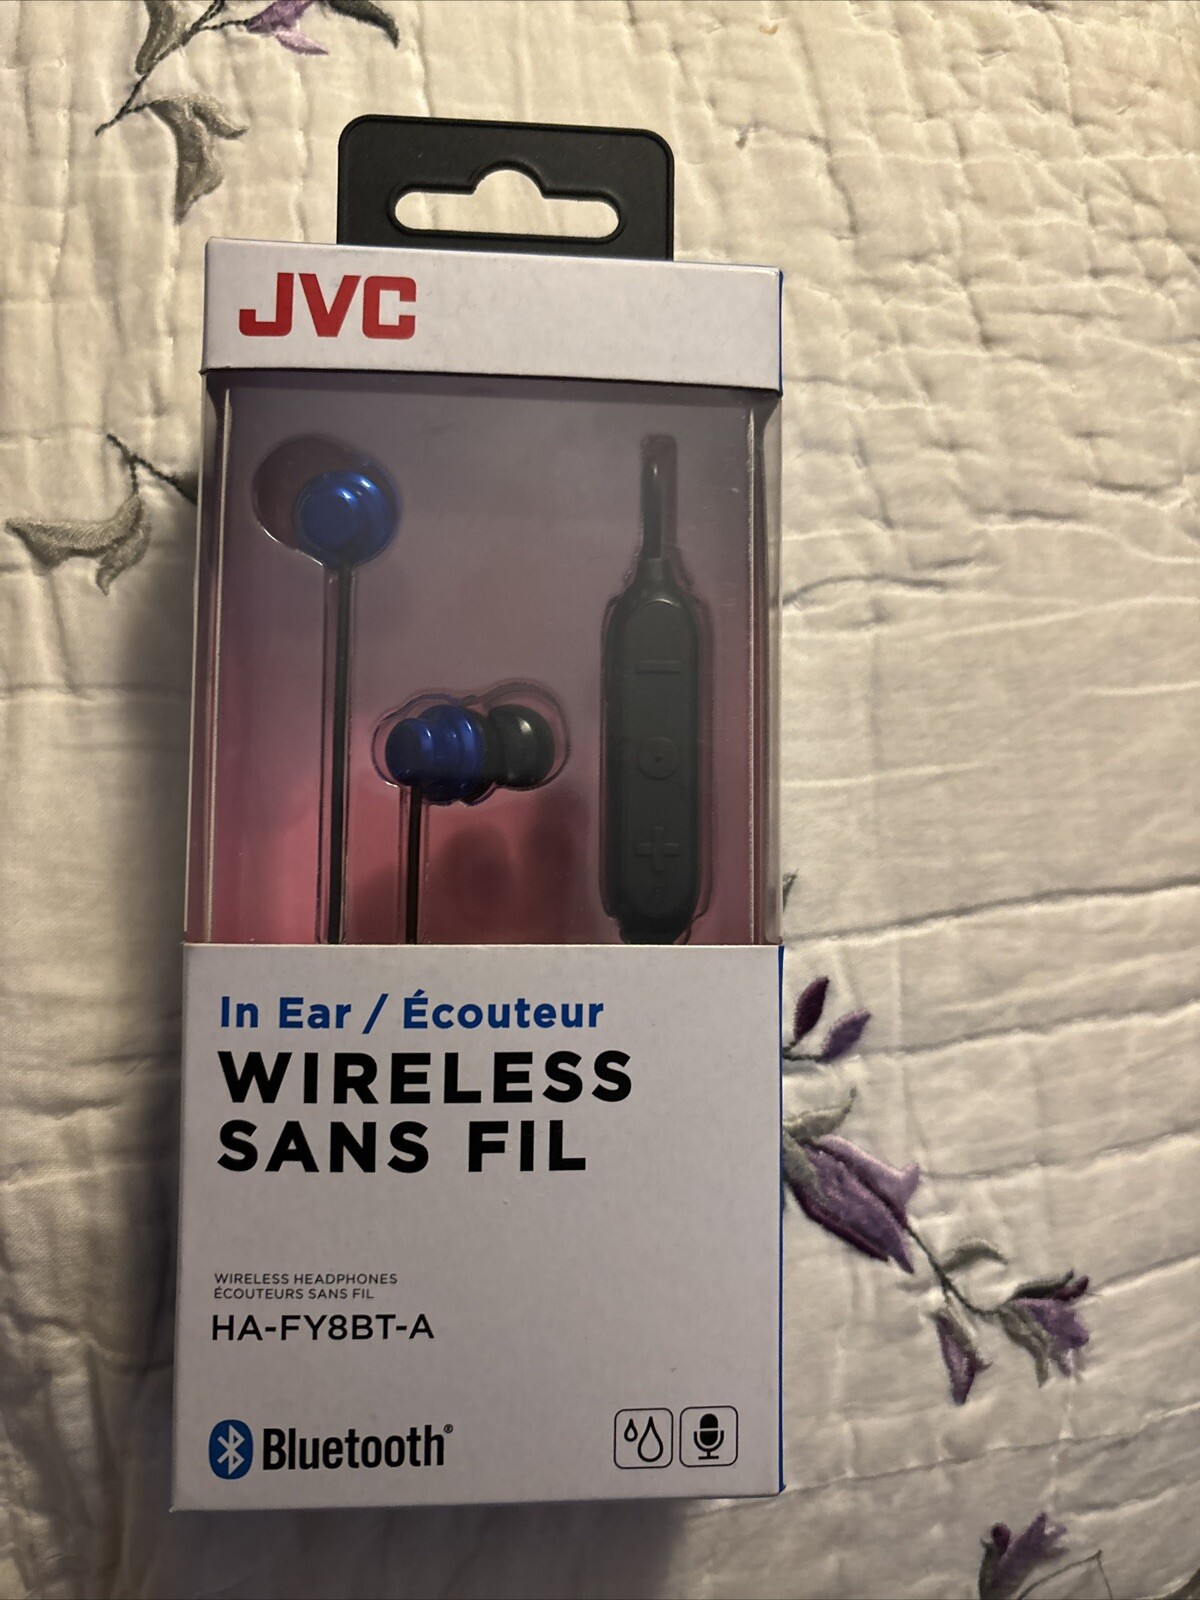 JVC
In Ear / Écouteur
WIRELESS
SANS FIL
WIRELESS HEADPHONES
ÉCOUTEURS SANS FIL
HA-FY8BT-A
Bluetooth®